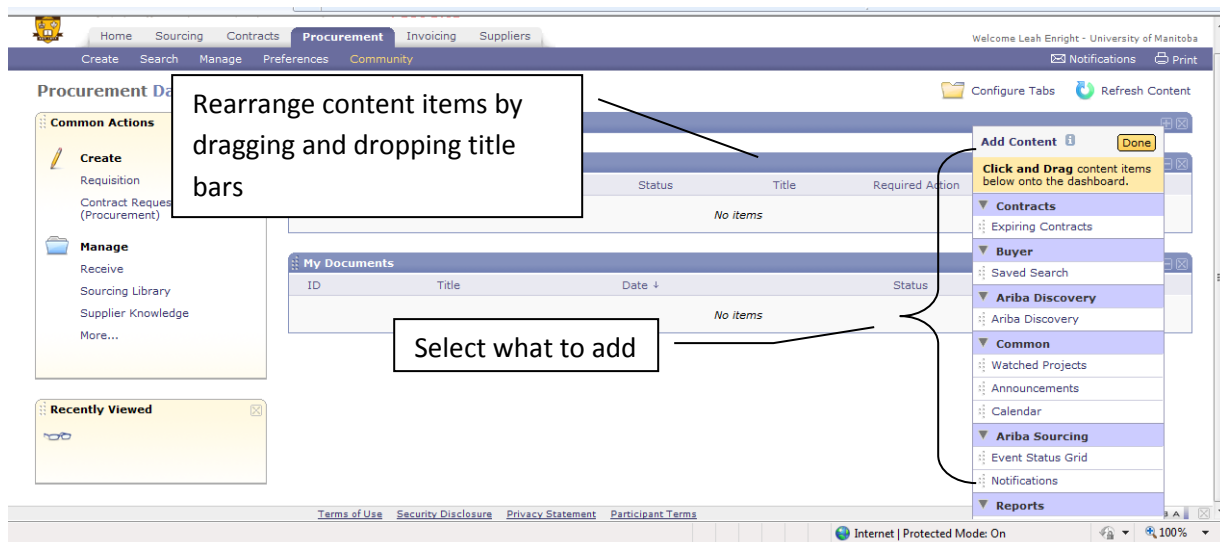 Home Sourcing Contracts Procurement Invoicing Suppliers
Welcome Leah Enright - University of Manitoba
Create Search Manage Preferences Community
Notifications Print
Procurement
Configure Tabs Refresh Content
Rearrange content items by
dragging and dropping title
bars
Common Actions
Create
Requisition
Contract
(Procurement)
Manage
Receive
Sourcing Library
Supplier Knowledge
More...
Recently Viewed
Status Title Required Action
No items
My Documents
ID Title Date ↓ Status
No items
Select what to add
Add Content Done
Click and Drag content items
below onto the dashboard.
Contracts
Expiring Contracts
Buyer
Saved Search
Ariba Discovery
Ariba Discovery
Common
Watched Projects
Announcements
Calendar
Ariba Sourcing
Event Status Grid
Notifications
Reports
Terms of Use Security Disclosure Privacy Statement Participant Terms
Internet | Protected Mode: On 100%